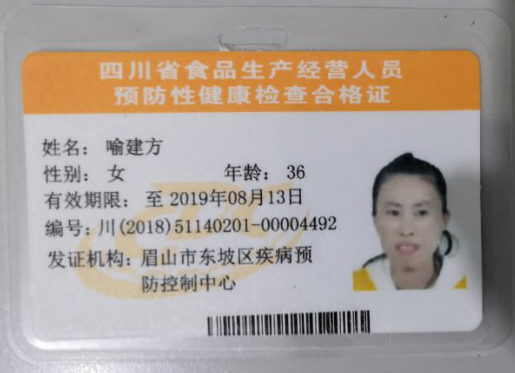 四川省食品生产经营人员
预防性健康检查合格证
姓名： 喻建方
性别： 女 年龄： 36
有效期限： 至 2019年08月13日
编号：川(2018)51140201-00004492
发证机构：眉山市东坡区疾病预
防控制中心